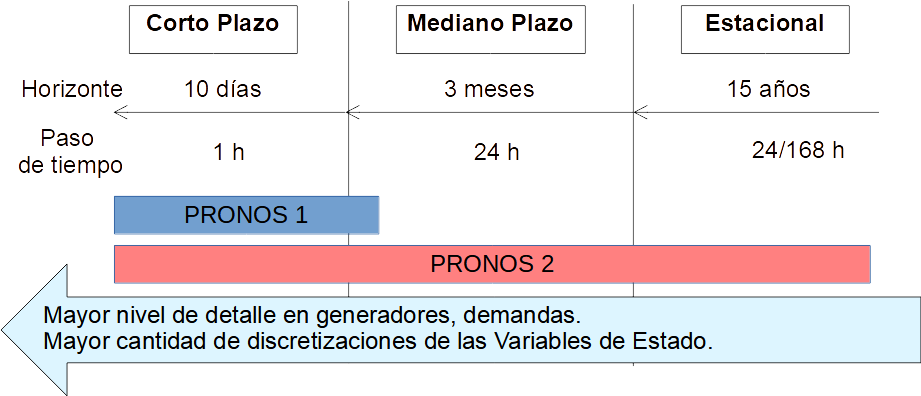 Corto Plazo
Mediano Plazo
Estacional
Horizonte
10 días
3 meses
15 años
Paso
de tiempo
1 h
24 h
24/168 h
PRONOS 1
PRONOS 2
Mayor nivel de detalle en generadores, demandas.
Mayor cantidad de discretizaciones de las Variables de Estado.